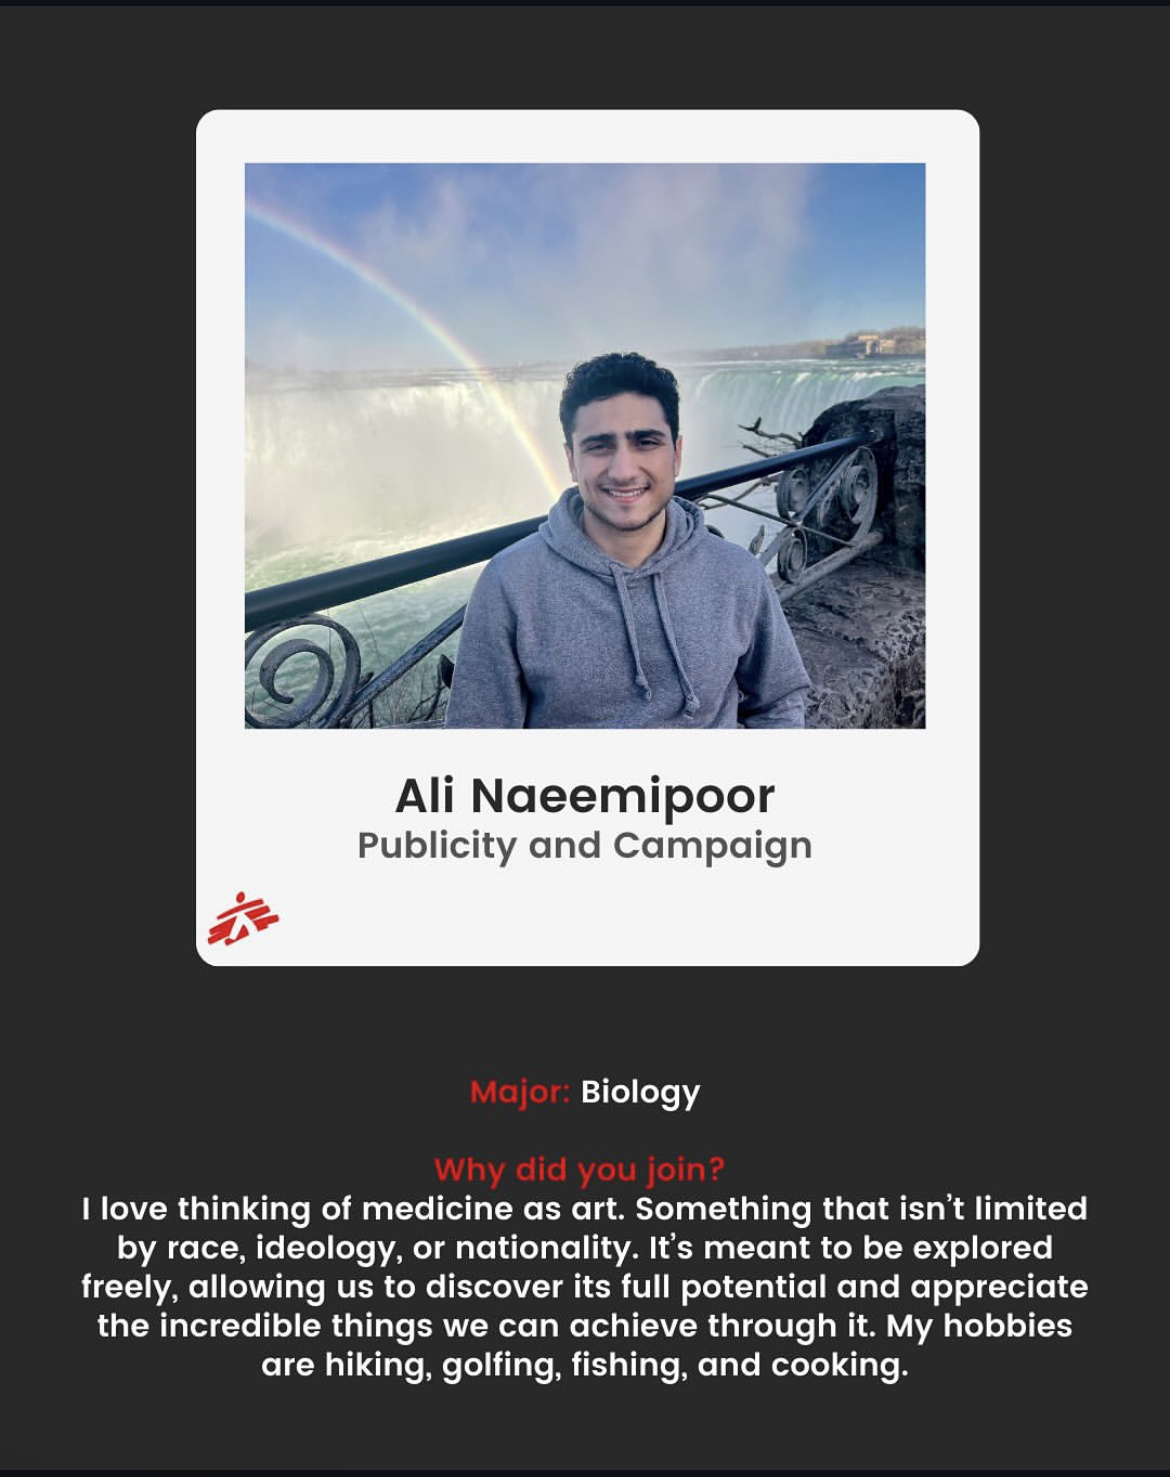 Ali Naeemipoor
Publicity and Campaign
Major: Biology
Why did you join?
I love thinking of medicine as art. Something that isn't limited
by race, ideology, or nationality. It's meant to be explored
freely, allowing us to discover its full potential and appreciate
the incredible things we can achieve through it. My hobbies
are hiking, golfing, fishing, and cooking.